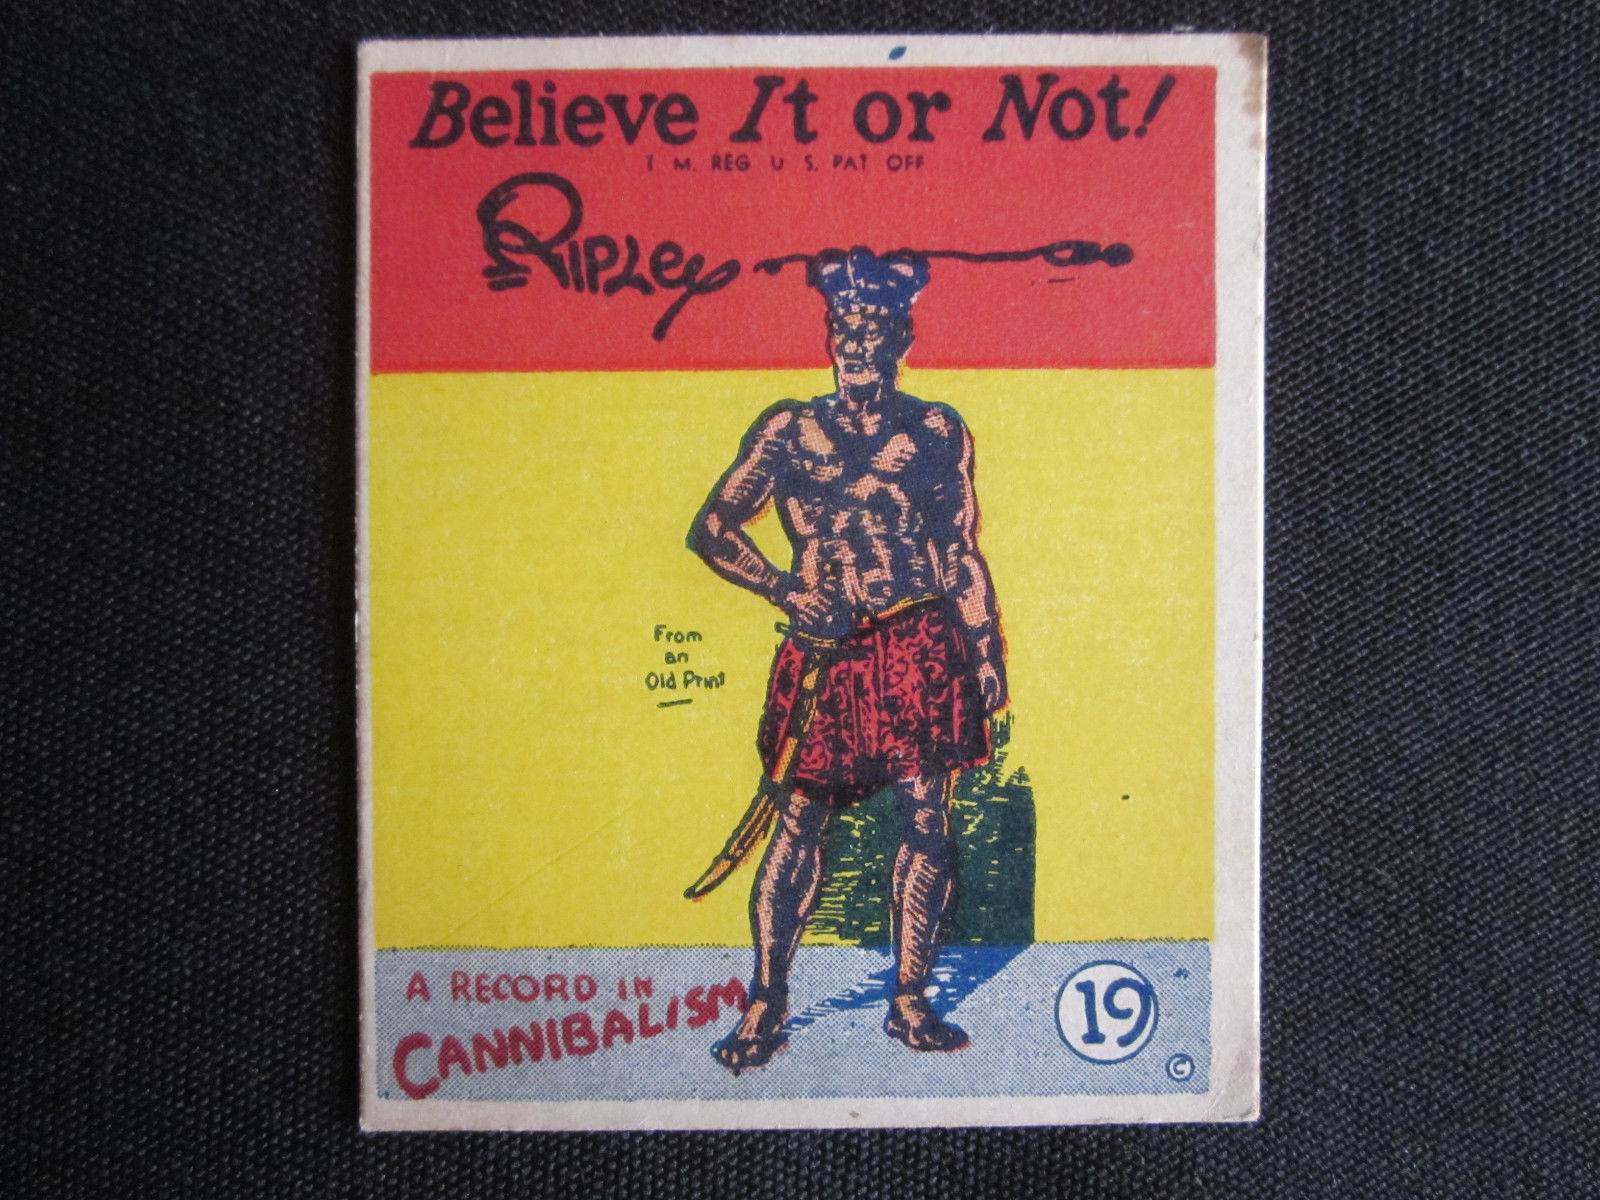 Believe It or Not!
T M. REG U S. PAT OFF
RIPLEY
From
an
Old Print
A RECORD IN
CANNIBALISM
19
©